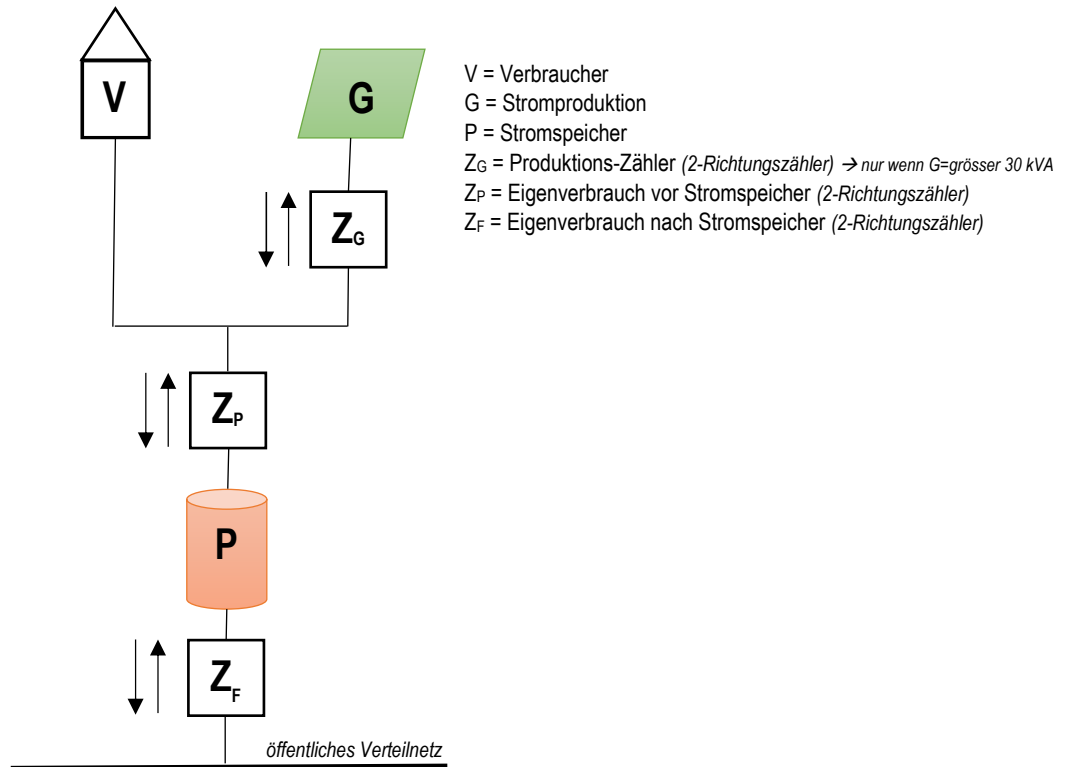 V
G
V = Verbraucher
G = Stromproduktion
P = Stromspeicher
ZG = Produktions-Zähler (2-Richtungszähler) → nur wenn G=grösser 30 kVA
ZP = Eigenverbrauch vor Stromspeicher (2-Richtungszähler)
ZF = Eigenverbrauch nach Stromspeicher (2-Richtungszähler)
ZG
ZP
P
ZF
öffentliches Verteilnetz